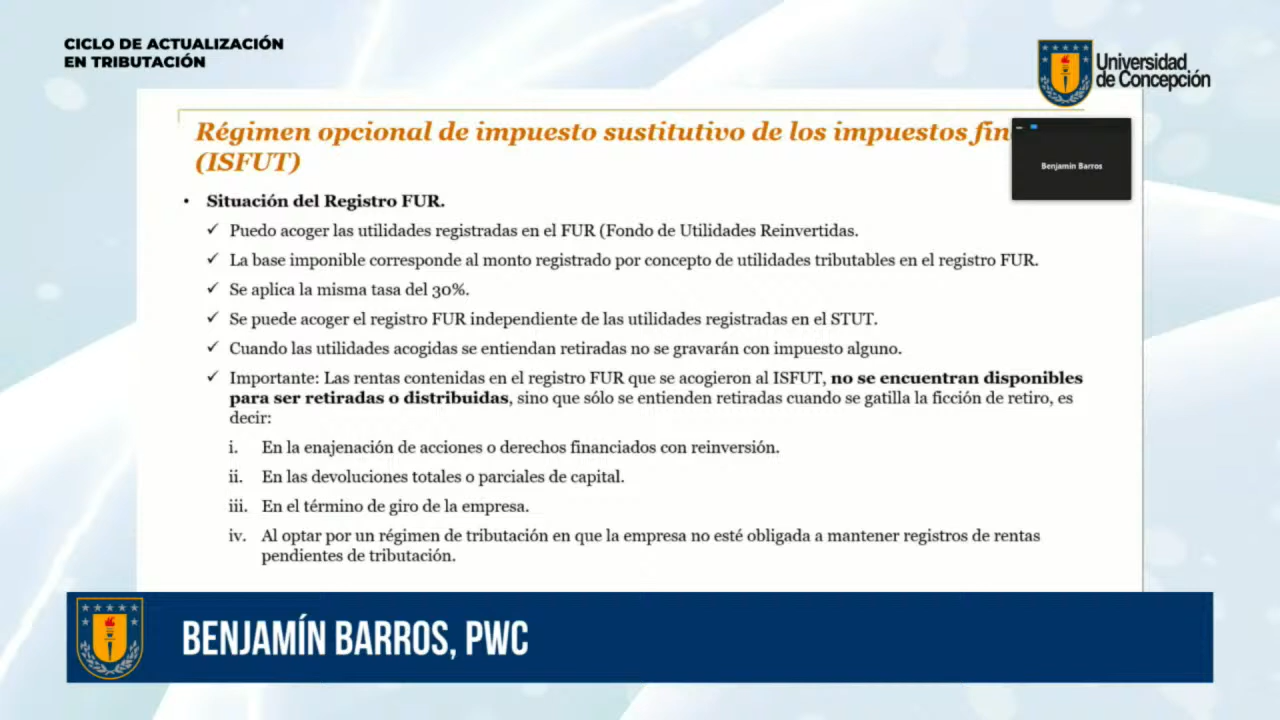 CICLO DE ACTUALIZACIÓN
EN TRIBUTACIÓN
Universidad
de Concepción
Régimen opcional de impuesto sustitutivo de los impuestos fin
(ISFUT)
Benjamín Barros
• Situación del Registro FUR.
✓ Puedo acoger las utilidades registradas en el FUR (Fondo de Utilidades Reinvertidas.
✓ La base imponible corresponde al monto registrado por concepto de utilidades tributables en el registro FUR.
✓ Se aplica la misma tasa del 30%.
✓ Se puede acoger el registro FUR independiente de las utilidades registradas en el STUT.
✓ Cuando las utilidades acogidas se entiendan retiradas no se gravarán con impuesto alguno.
✓ Importante: Las rentas contenidas en el registro FUR que se acogieron al ISFUT, no se encuentran disponibles
para ser retiradas o distribuidas, sino que sólo se entienden retiradas cuando se gatilla la ficción de retiro, es
decir:
i. En la enajenación de acciones o derechos financiados con reinversión.
ii. En las devoluciones totales o parciales de capital.
iii. En el término de giro de la empresa.
iv. Al optar por un régimen de tributación en que la empresa no esté obligada a mantener registros de rentas
pendientes de tributación.
BENJAMÍN BARROS, PWC